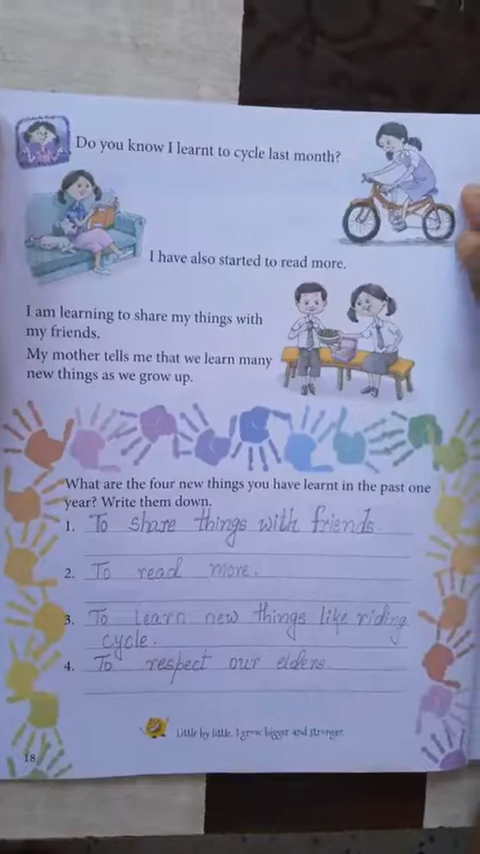 Do you know I learnt to cycle last month?
I have also started to read more.
I am learning to share my things with
my friends.
My mother tells me that we learn many
new things as we grow up.
What are the four new things you have learnt in the past one
year? Write them down.
1. To share things with friends.
2. To read more.
3. To learn new things like riding
cycle.
4. To respect our elders
Little by little, I grow bigger and stronger.
18